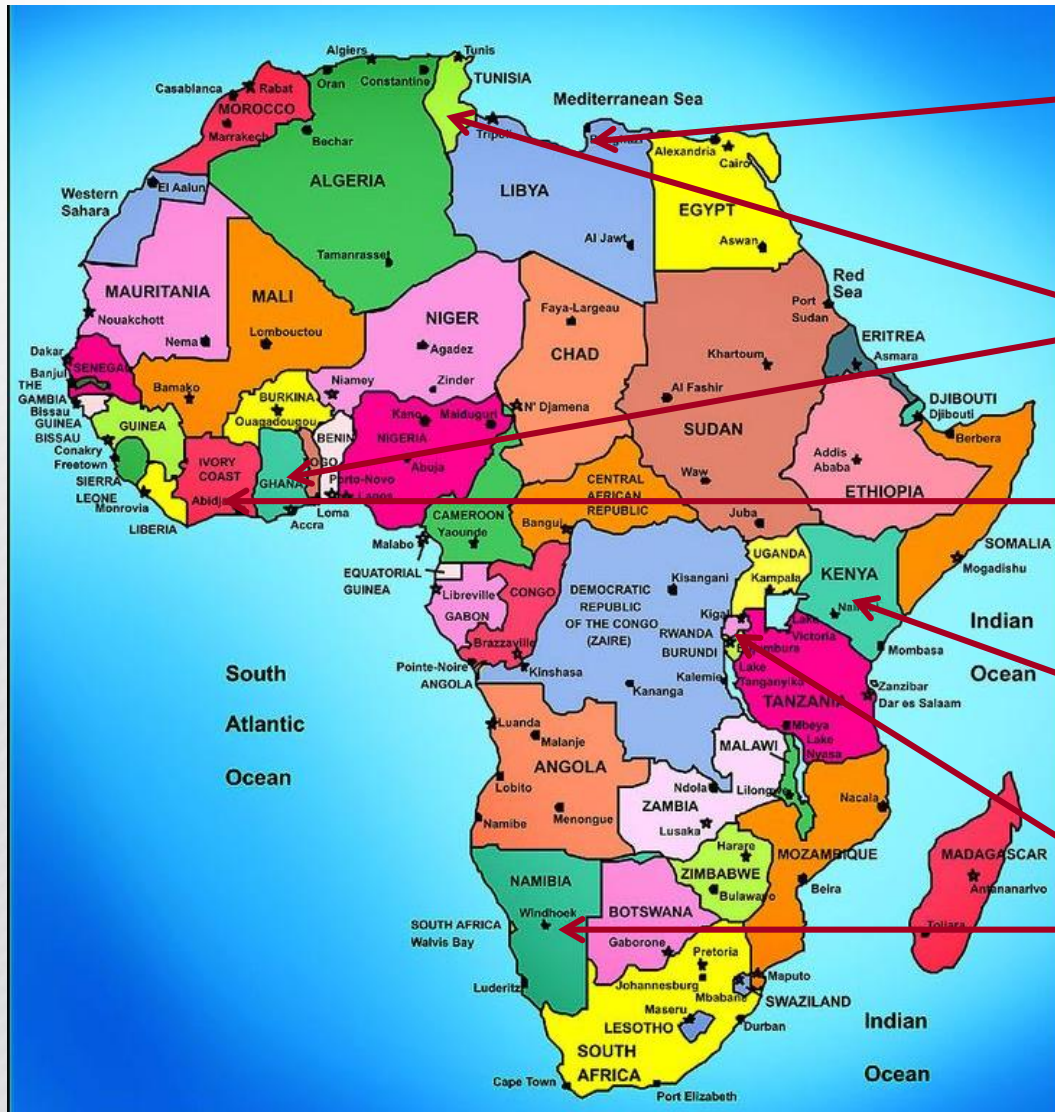 Algiers
Tunis
Oran
Constantine
TUNISIA
Casablanca
Rabat
MOROCCO
Mediterranean Sea
Marrakech
Bechar
Tripoli
Alexandria
Cairo
Western
Sahara
El Aalun
ALGERIA
LIBYA
EGYPT
Al Jawt
Aswan
Tamanrasset
MAURITANIA
MALI
NIGER
Faya-Largeau
Red
Sea
Port
Sudan
Nouakchott
Nema
Lombouctou
Agadez
CHAD
Khartoum
ERITREA
Asmara
Dakar
SENEGAL
Banjul
THE
GAMBIA
Bissau
GUINEA
BISSAU
Bamako
Niamey
Zinder
N' Djamena
Al Fashir
DJIBOUTI
Djibouti
Berbera
BURKINA
Ouagadougou
GUINEA
Conakry
Freetown
SIERRA
LEONE
Monrovia
LIBERIA
BENIN
Kano
Maiduguri
NIGERIA
Abuja
SUDAN
Addis
Ababa
ETHIOPIA
IVORY
COAST
GHANA
Porto-Novo
Lagos
Accra
Loma
CENTRAL
AFRICAN
REPUBLIC
Waw
Juba
CAMEROON
Yaounde
Bangui
Malabo
EQUATORIAL
GUINEA
SOMALIA
Mogadishu
UGANDA
Kampala
KENYA
Libreville
GABON
CONGO
Kisangani
DEMOCRATIC
REPUBLIC
OF THE CONGO
(ZAIRE)
Indian
Ocean
RWANDA
BURUNDI
Lake
Victoria
Mombasa
Brazzaville
Pointe-Noire
Kinshasa
ANGOLA
Kananga
Kalemie
Lake
Tanganyika
TANZANIA
Zanzibar
Dar es Salaam
South
Atlantic
Ocean
Luanda
Malanje
ANGOLA
Lobito
Menongue
Namibe
Mbeya
Lake
Nyasa
MALAWI
Ndola
ZAMBIA
Lusaka
Nacala
Harare
MOZAMBIQUE
MADAGASCAR
Antananarivo
NAMIBIA
ZIMBABWE
Bulawayo
Beira
Windhoek
BOTSWANA
SOUTH AFRICA
Walvis Bay
Gaborone
Pretoria
Johannesburg
Maputo
Mbabane
SWAZILAND
Luderitz
Maseru
LESOTHO
Durban
Indian
Ocean
SOUTH
AFRICA
Cape Town
Port Elizabeth